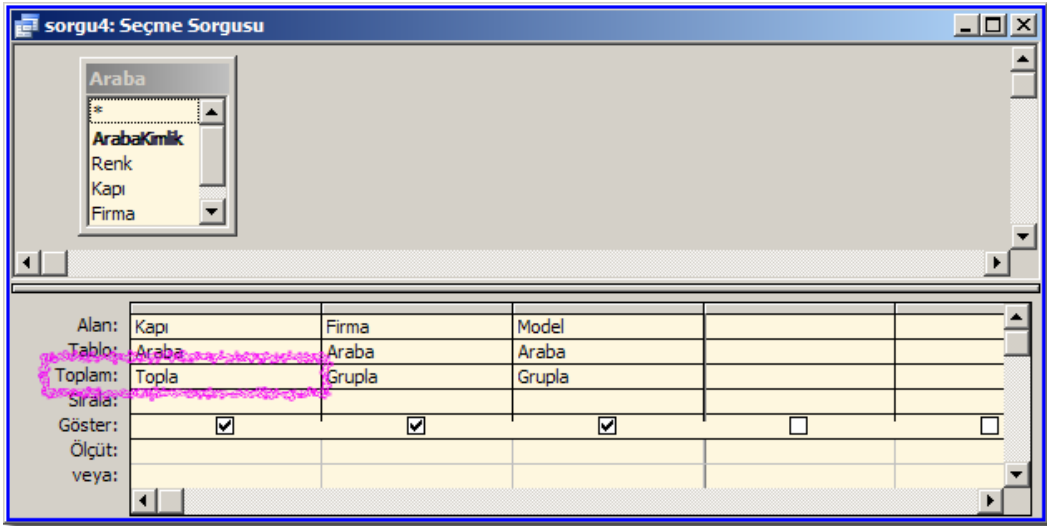 sorgu4: Seçme Sorgusu
Araba
*
ArabaKimlik
Renk
Kapı
Firma
Alan: Kapı Firma Model
Tablo: Araba Araba Araba
Toplam: Topla Grupla Grupla
Sırala:
Göster:
Ölçüt:
veya: